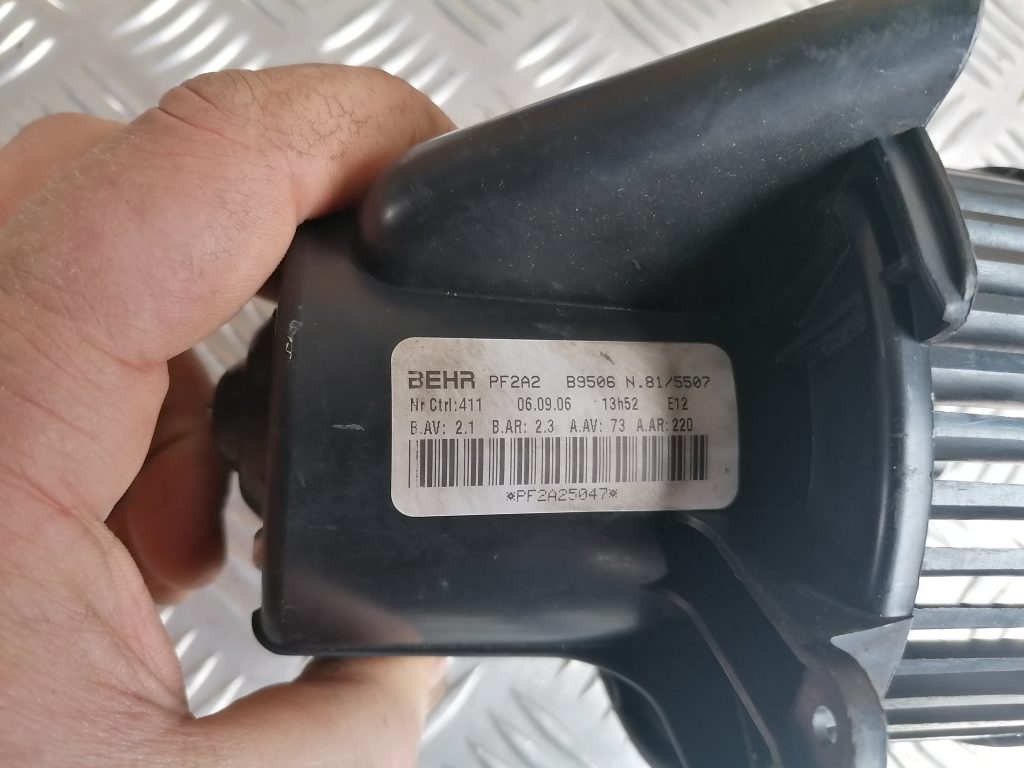 BEHR PF2A2 B9506 N.81/5507
Nr Ctrl:411 06.09.06 13h52 E12
B.AV: 2.1 B.AR: 2.3 A.AV: 73 A.AR:220
*PF2A25047*